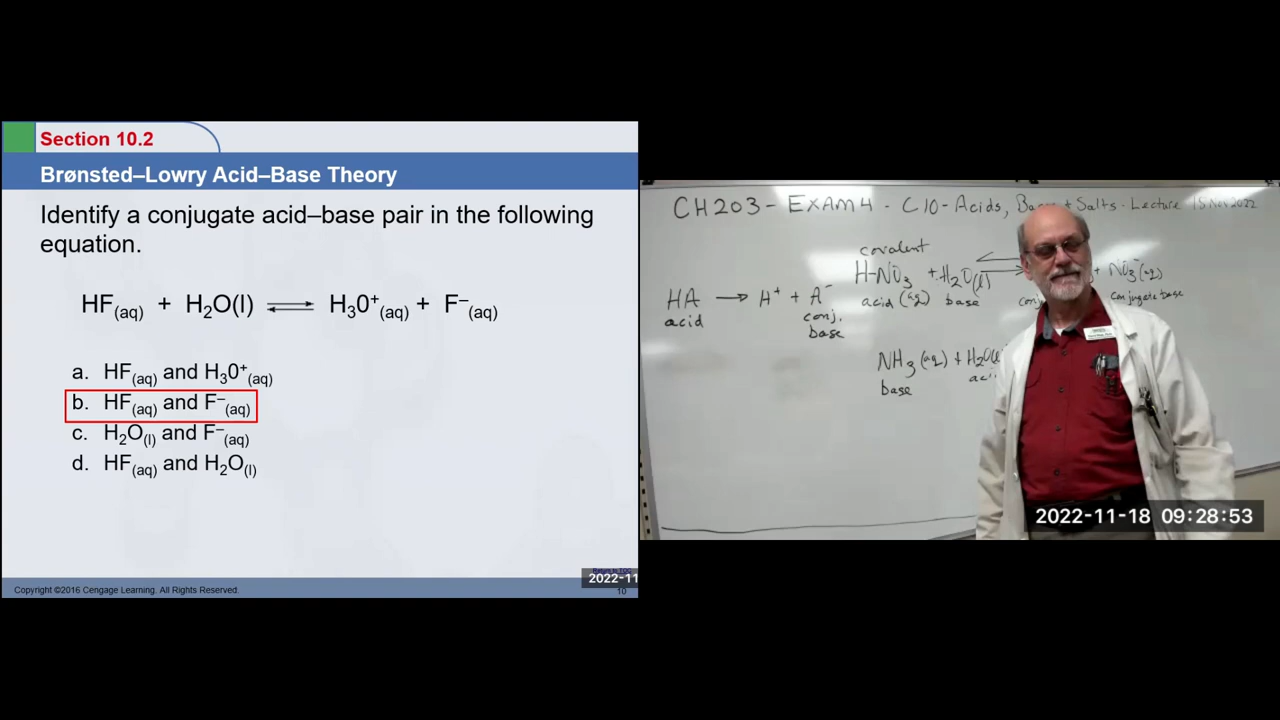 Section 10.2
Brønsted–Lowry Acid–Base Theory
Identify a conjugate acid–base pair in the following
equation.
HF(aq) + H2O(l) ⇌ H30+(aq) + F–(aq)
a. HF(aq) and H30+(aq)
b. HF(aq) and F–(aq)
c. H2O(l) and F–(aq)
d. HF(aq) and H2O(l)
Copyright ©2016 Cengage Learning. All Rights Reserved.
2022-11
10
CH203 - EXAM 4 - C10 - Acids, Bases + Salts - Lecture 15 Nov 2022
covalent
H-NO3 + H2O(l) + NO3-(aq)
acid (aq) base conjugate base
HA → H+ + A-
acid conj.
base
NH3(aq) + H2O
base
2022-11-18 09:28:53